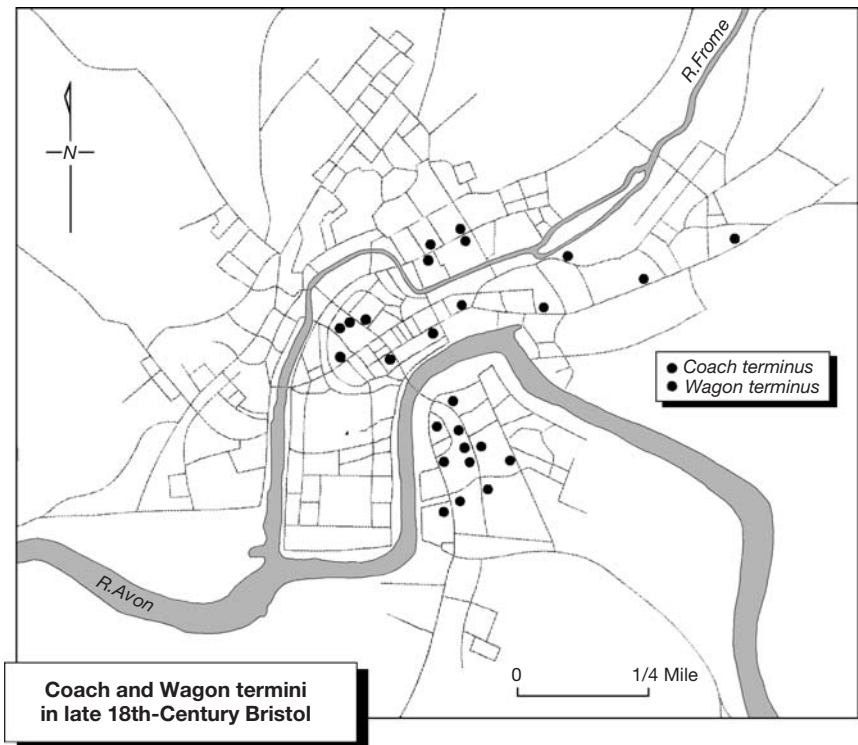 R.Frome
N
Coach terminus
Wagon terminus
R.Avon
0 1/4 Mile
Coach and Wagon termini
in late 18th-Century Bristol